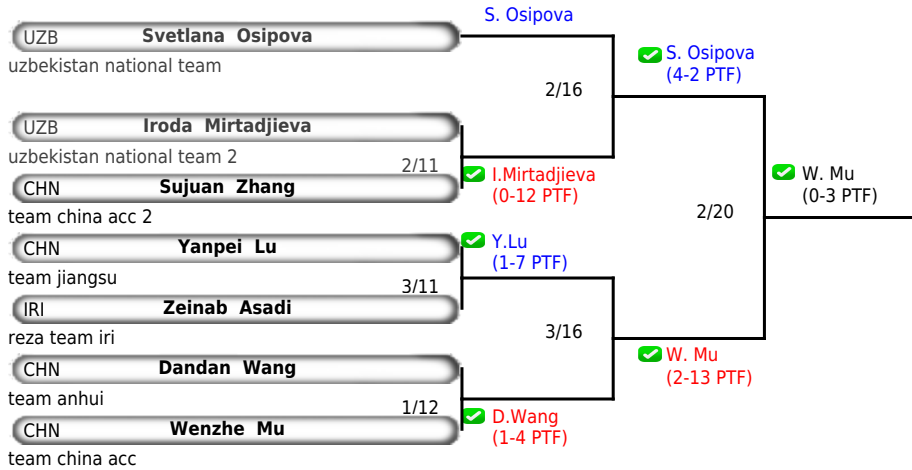 S. Osipova
UZB Svetlana Osipova
uzbekistan national team
S. Osipova
(4-2 PTF)
2/16
UZB Iroda Mirtadjieva
uzbekistan national team 2
2/11
I.Mirtadjieva
(0-12 PTF)
CHN Sujuan Zhang
team china acc 2
W. Mu
(0-3 PTF)
2/20
CHN Yanpei Lu
team jiangsu
Y.Lu
(1-7 PTF)
3/11
IRI Zeinab Asadi
reza team iri
3/16
CHN Dandan Wang
team anhui
W. Mu
(2-13 PTF)
1/12
D.Wang
(1-4 PTF)
CHN Wenzhe Mu
team china acc